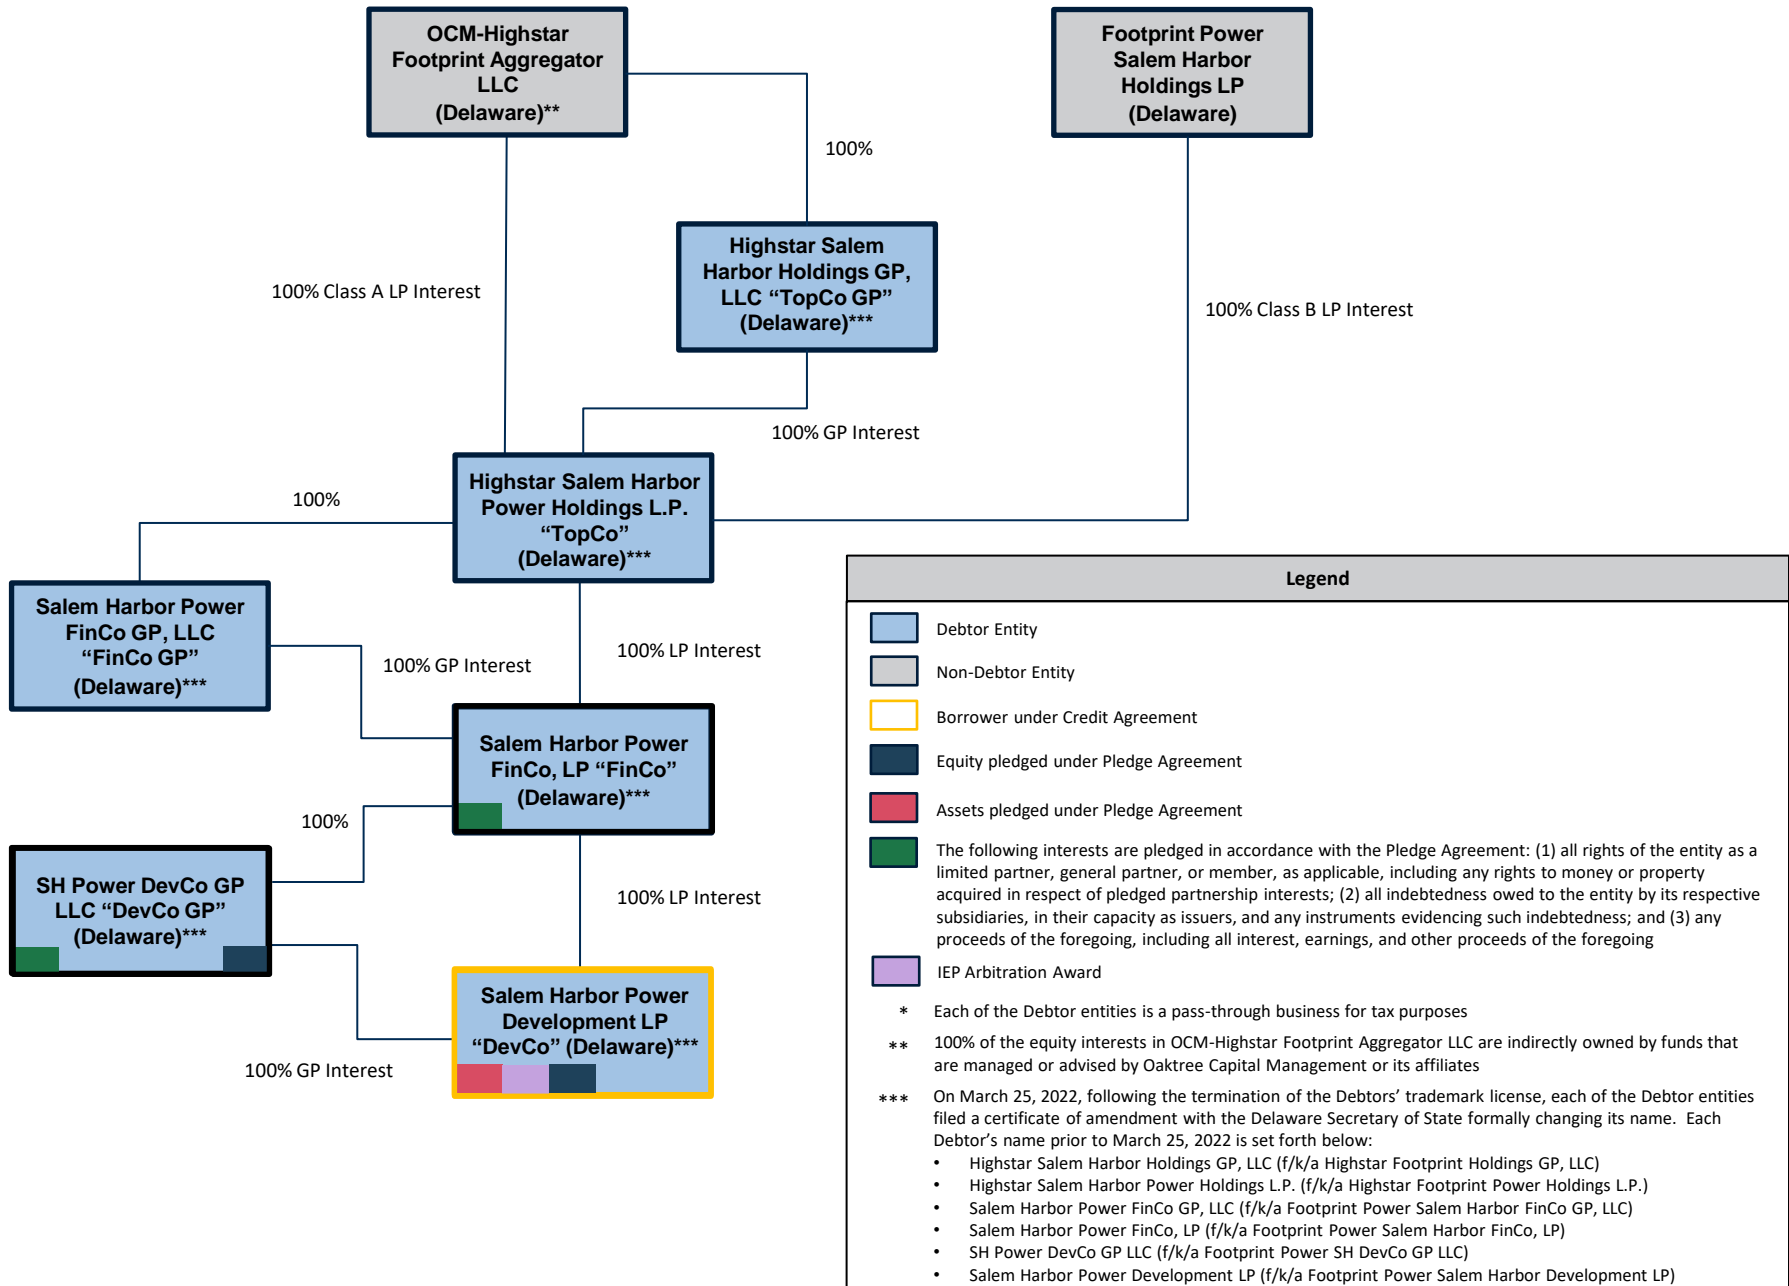 OCM-Highstar
Footprint Aggregator
LLC
(Delaware)**
Footprint Power
Salem Harbor
Holdings LP
(Delaware)
100%
Highstar Salem
Harbor Holdings GP,
LLC “TopCo GP”
(Delaware)***
100% Class A LP Interest
100% Class B LP Interest
100% GP Interest
Highstar Salem Harbor
Power Holdings L.P.
“TopCo”
(Delaware)***
100%
Salem Harbor Power
FinCo GP, LLC
“FinCo GP”
(Delaware)***
100% GP Interest
100% LP Interest
Salem Harbor Power
FinCo, LP “FinCo”
(Delaware)***
100%
SH Power DevCo GP
LLC “DevCo GP”
(Delaware)***
100% LP Interest
Salem Harbor Power
Development LP
“DevCo” (Delaware)***
100% GP Interest
Legend
Debtor Entity
Non-Debtor Entity
Borrower under Credit Agreement
Equity pledged under Pledge Agreement
Assets pledged under Pledge Agreement
The following interests are pledged in accordance with the Pledge Agreement: (1) all rights of the entity as a
limited partner, general partner, or member, as applicable, including any rights to money or property
acquired in respect of pledged partnership interests; (2) all indebtedness owed to the entity by its respective
subsidiaries, in their capacity as issuers, and any instruments evidencing such indebtedness; and (3) any
proceeds of the foregoing, including all interest, earnings, and other proceeds of the foregoing
IEP Arbitration Award
* Each of the Debtor entities is a pass-through business for tax purposes
** 100% of the equity interests in OCM-Highstar Footprint Aggregator LLC are indirectly owned by funds that
are managed or advised by Oaktree Capital Management or its affiliates
*** On March 25, 2022, following the termination of the Debtors’ trademark license, each of the Debtor entities
filed a certificate of amendment with the Delaware Secretary of State formally changing its name. Each
Debtor’s name prior to March 25, 2022 is set forth below:
• Highstar Salem Harbor Holdings GP, LLC (f/k/a Highstar Footprint Holdings GP, LLC)
• Highstar Salem Harbor Power Holdings L.P. (f/k/a Highstar Footprint Power Holdings L.P.)
• Salem Harbor Power FinCo GP, LLC (f/k/a Footprint Power Salem Harbor FinCo GP, LLC)
• Salem Harbor Power FinCo, LP (f/k/a Footprint Power Salem Harbor FinCo, LP)
• SH Power DevCo GP LLC (f/k/a Footprint Power SH DevCo GP LLC)
• Salem Harbor Power Development LP (f/k/a Footprint Power Salem Harbor Development LP)